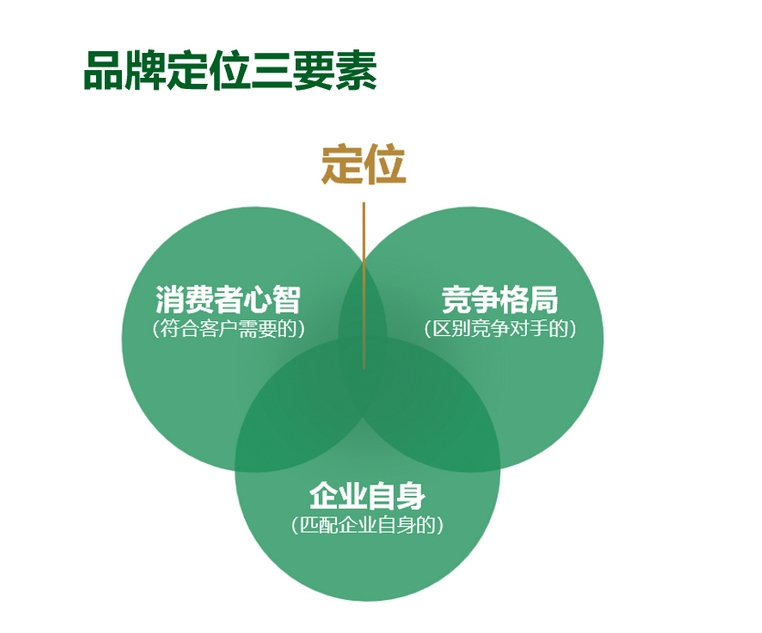 品牌定位三要素
定位
消费者心智
(符合客户需要的)
竞争格局
(区别竞争对手的)
企业自身
(匹配企业自身的)